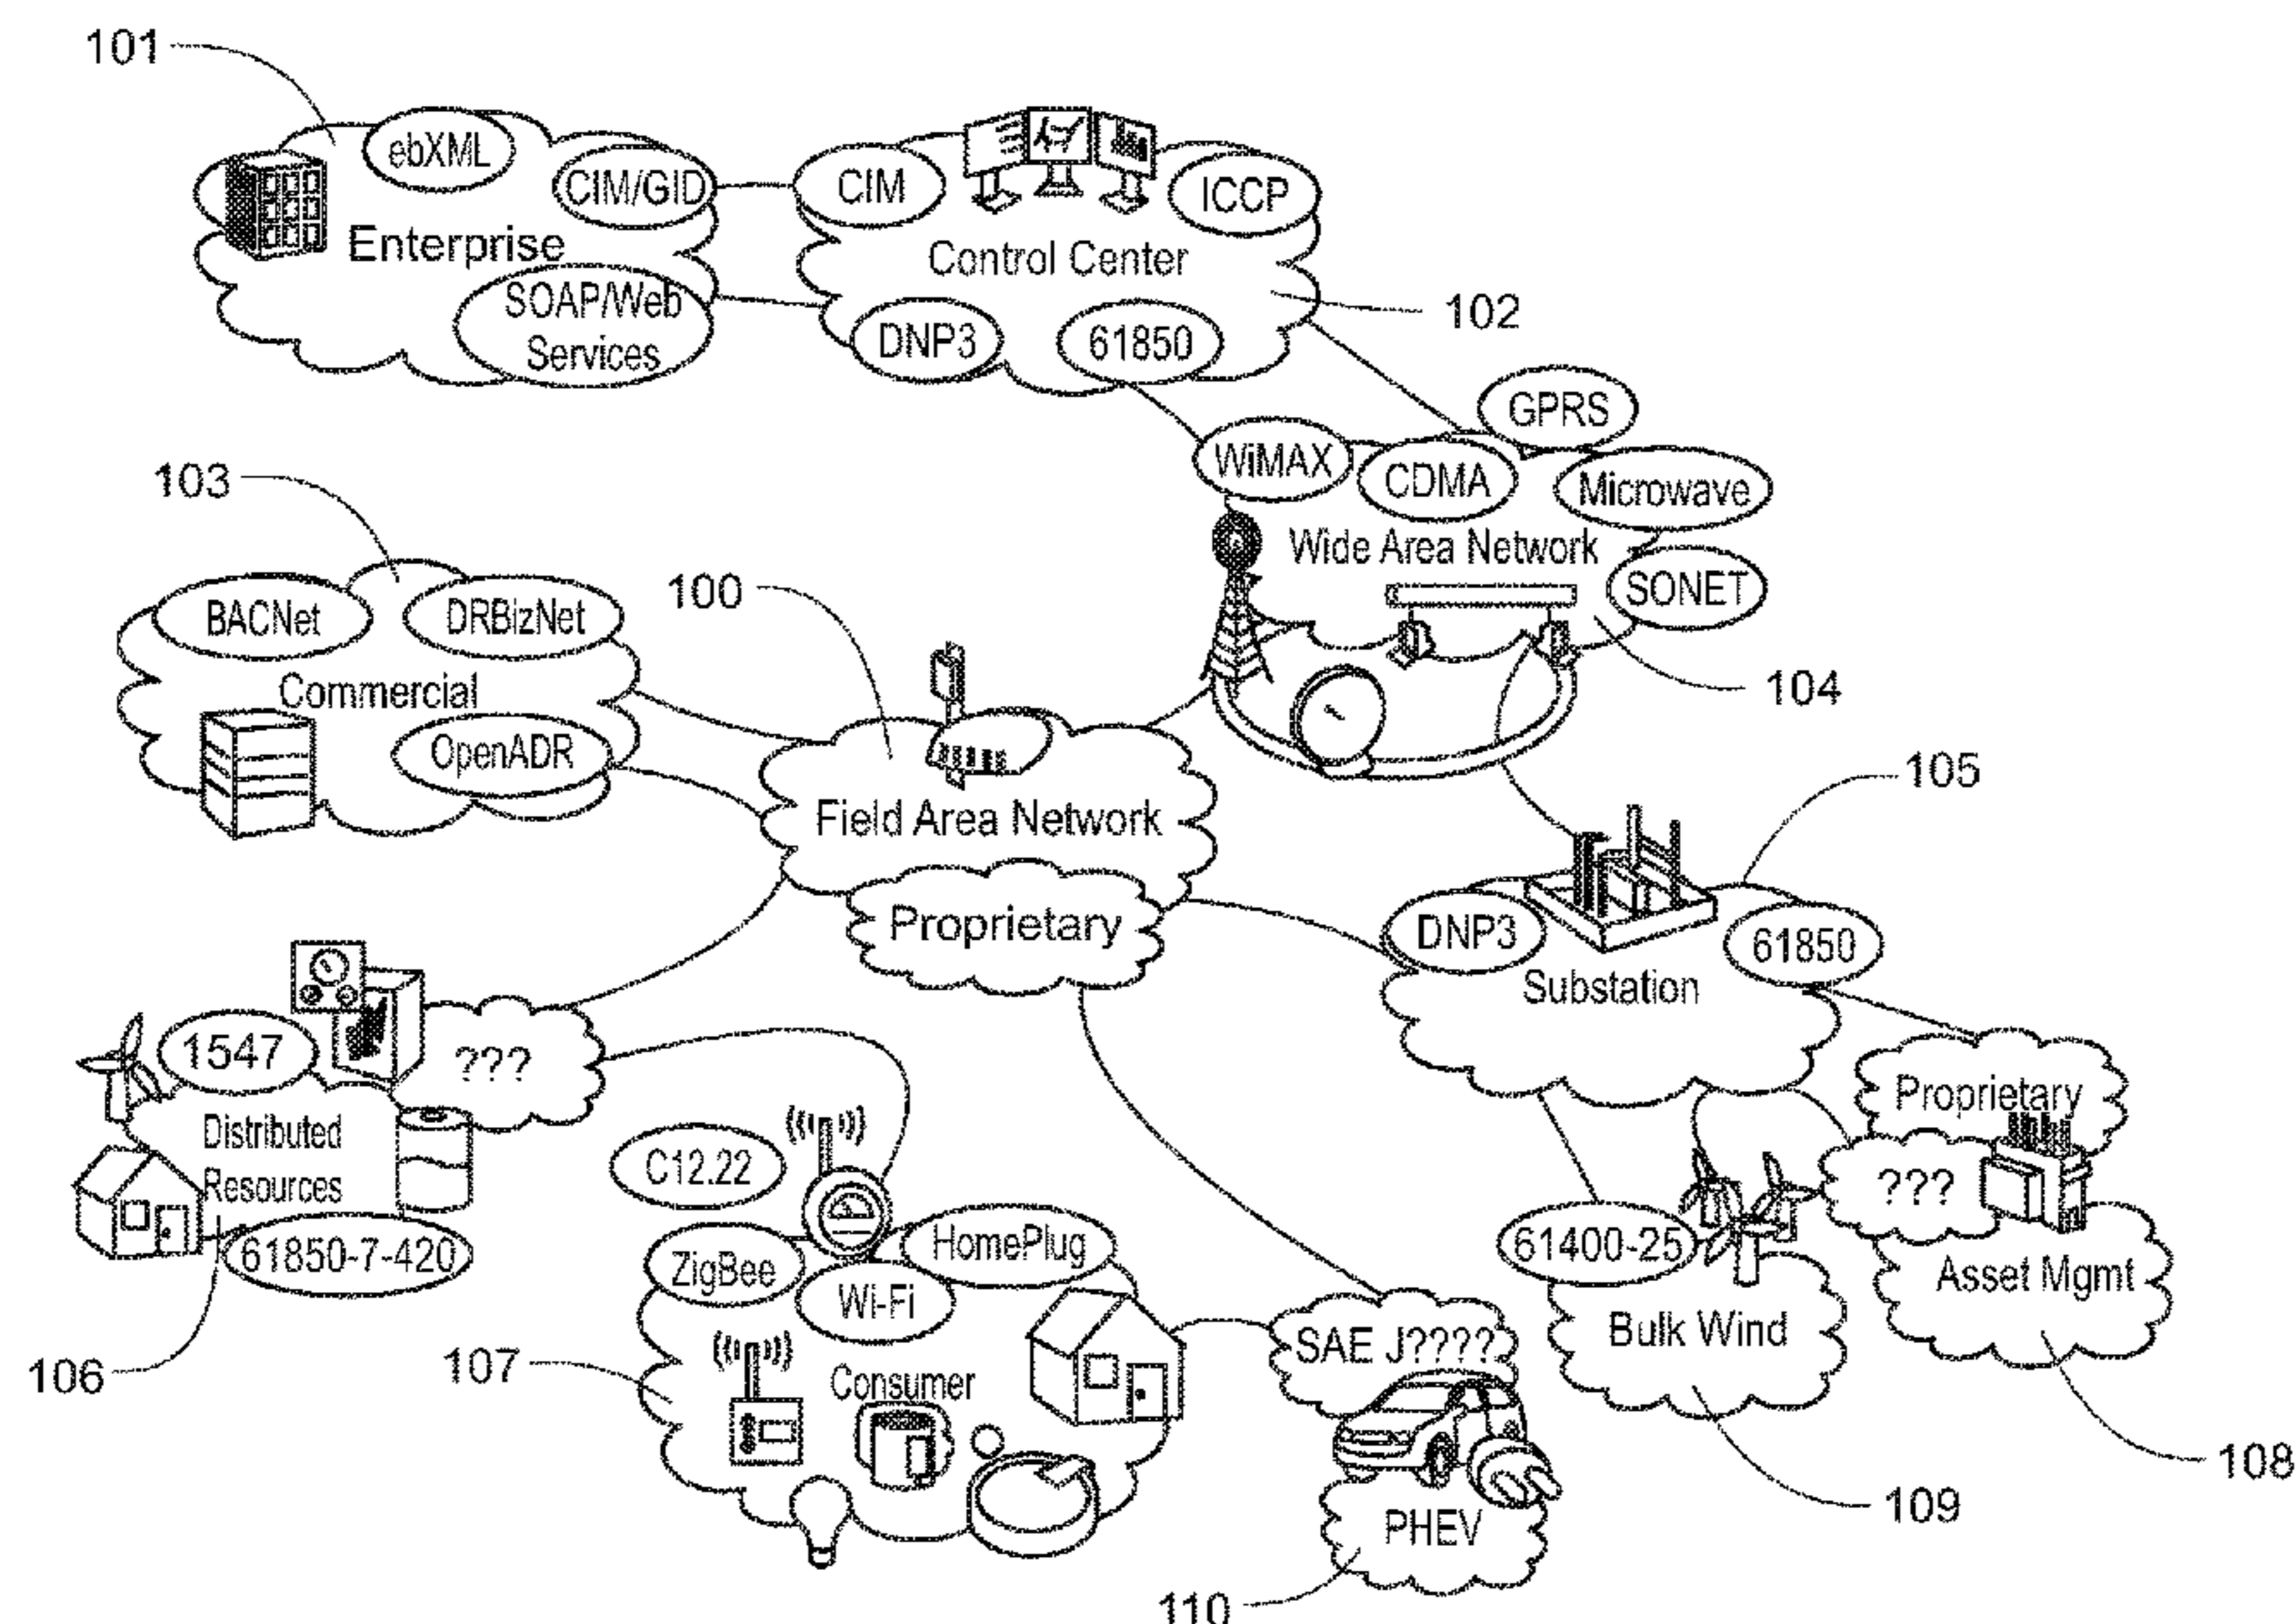 101
ebXML
CIM/GID
Enterprise
SOAP/Web
Services
CIM
ICCP
Control Center
DNP3
61850
102
GPRS
WiMAX
CDMA
Microwave
Wide Area Network
SONET
104
103
BACNet
DRBizNet
Commercial
OpenADR
100
Field Area Network
Proprietary
105
DNP3
61850
Substation
1547
???
Distributed
Resources
61850-7-420
106
C12.22
ZigBee
Wi-Fi
HomePlug
Consumer
107
SAE J????
PHEV
110
61400-25
Bulk Wind
109
Proprietary
???
Asset Mgmt
108